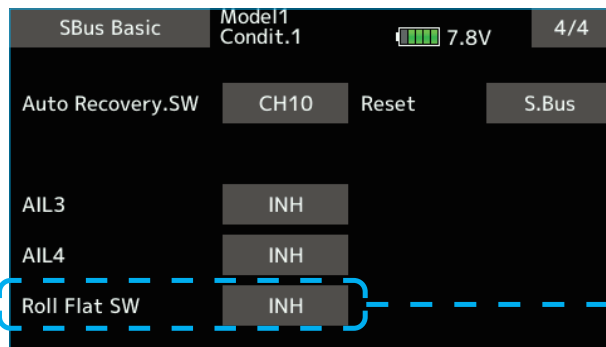 SBus Basic
Model1
Condit.1
7.8V
4/4
Auto Recovery.SW CH10 Reset S.Bus
AIL3 INH
AIL4 INH
Roll Flat SW INH